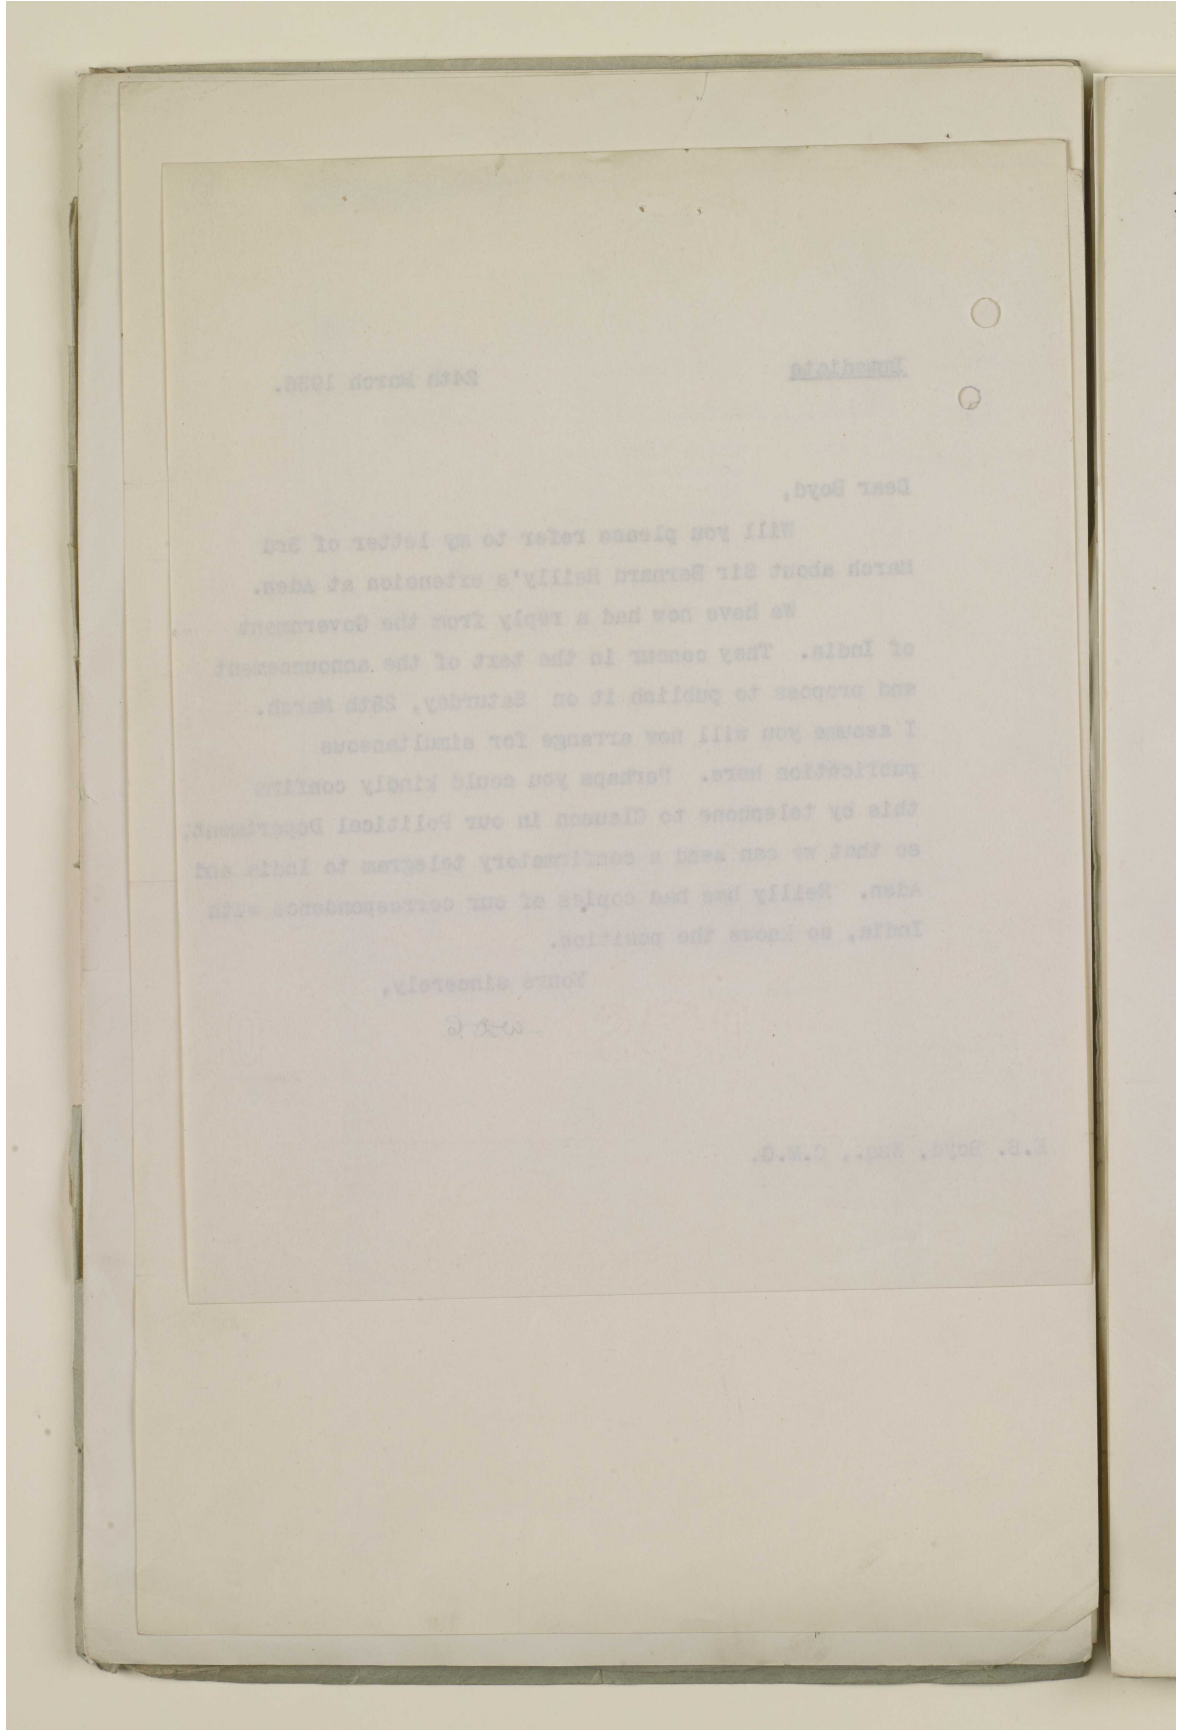 Immediate
24th March 1936.
Dear Boyd,
Will you please refer to my letter of 3rd
March about Sir Bernard Reilly's extension at Aden.
We have now had a reply from the Government
of India. They concur in the text of the announcement
and propose to publish it on Saturday, 28th March.
I assume you will now arrange for simultaneous
publication here. Perhaps you could kindly confirm
this by telephone to Clauson in our Political Department,
so that we can send a confirmatory telegram to India and
Aden. Reilly has had copies of our correspondence with
India, so knows the position.
Yours sincerely,
E.B. Boyd, Esq., C.M.G.